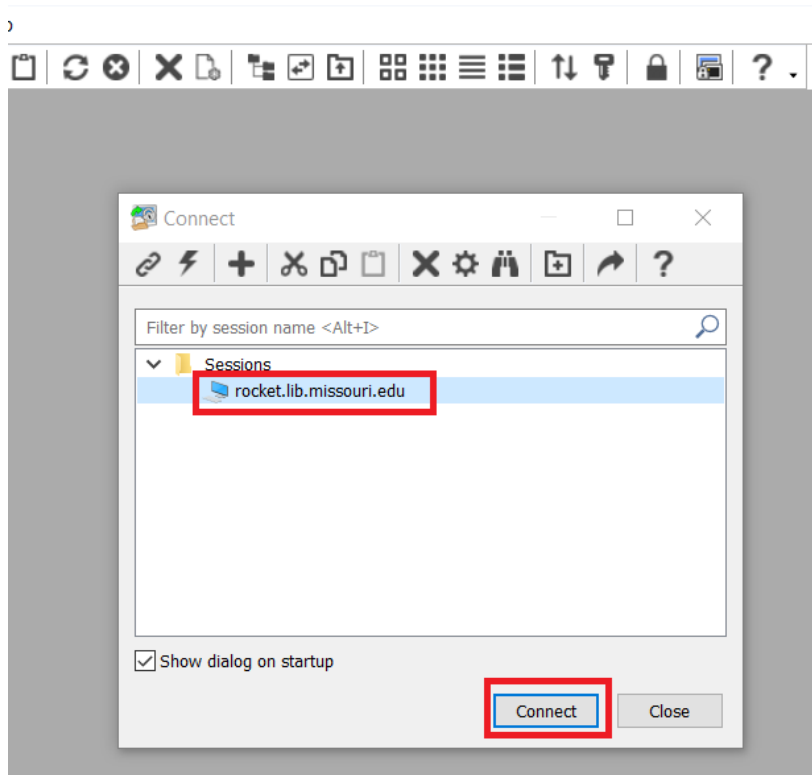 Connect
Filter by session name <Alt+I>
Sessions
rocket.lib.missouri.edu
Show dialog on startup
Connect Close